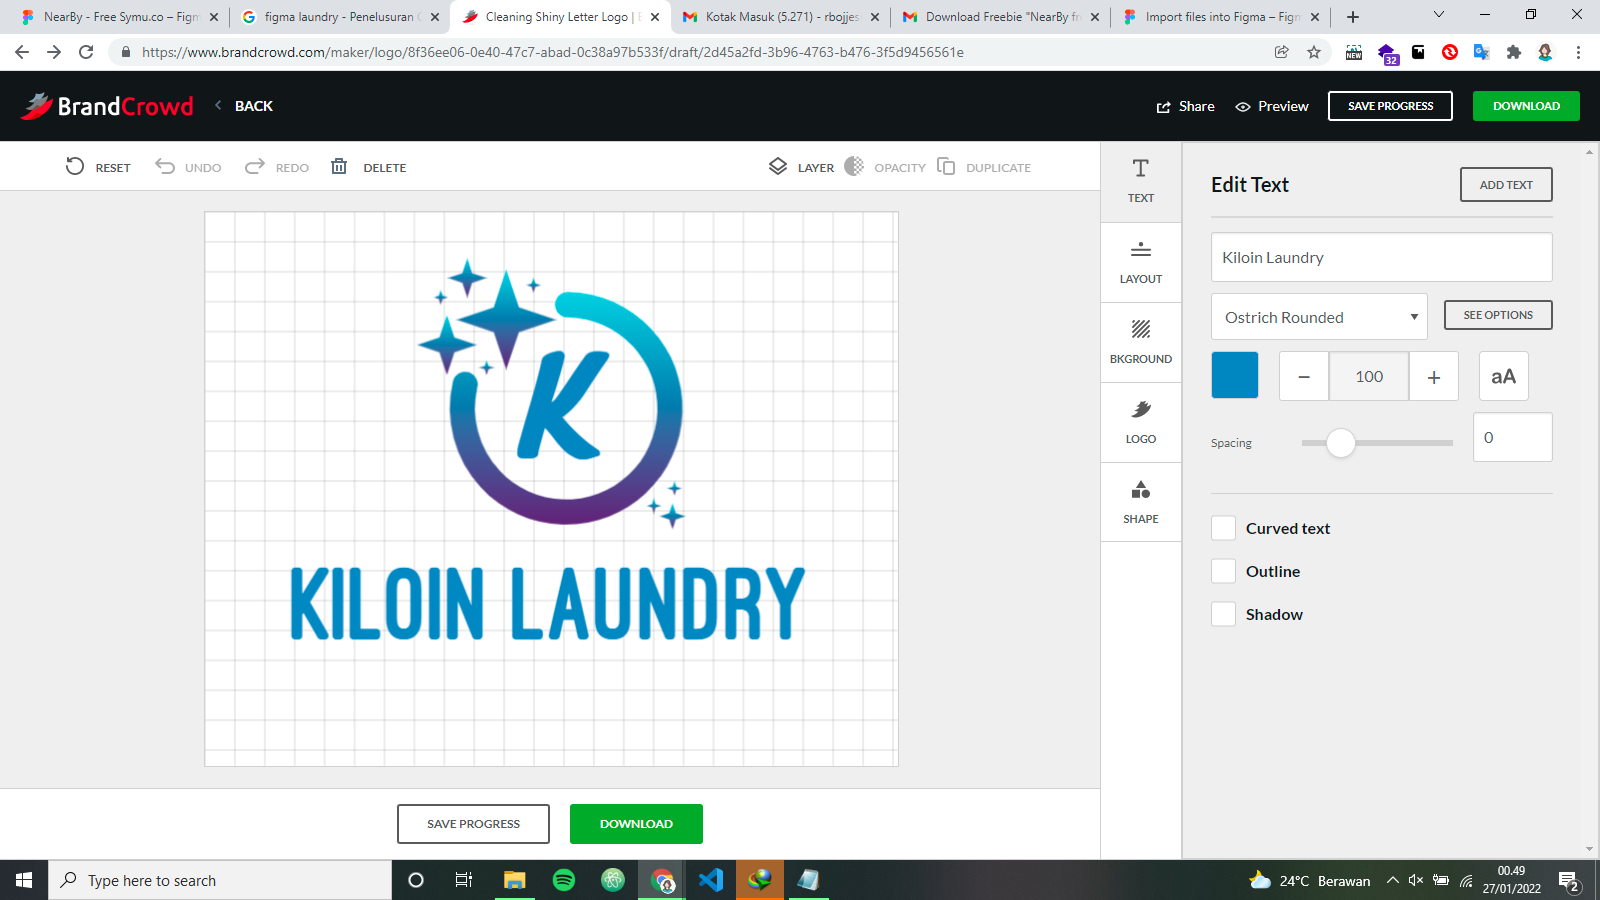 NearBy - Free Symu.co – Figm
figma laundry - Penelusuran G
Cleaning Shiny Letter Logo | B
Kotak Masuk (5.271) - rbojjes
Download Freebie "NearBy fr
Import files into Figma – Figm
https://www.brandcrowd.com/maker/logo/8f36ee06-0e40-47c7-abad-0c38a97b533f/draft/2d45a2fd-3b96-4763-b476-3f5d9456561e
NEW
32
BrandCrowd
BACK
Share
Preview
SAVE PROGRESS
DOWNLOAD
RESET
UNDO
REDO
DELETE
LAYER
OPACITY
DUPLICATE
TEXT
LAYOUT
BKGROUND
LOGO
SHAPE
Edit Text
ADD TEXT
Kiloin Laundry
Ostrich Rounded
SEE OPTIONS
− 100 +
aA
Spacing
0
Curved text
Outline
Shadow
K
KILOIN LAUNDRY
SAVE PROGRESS
DOWNLOAD
Type here to search
24°C Berawan
00.49
27/01/2022
2